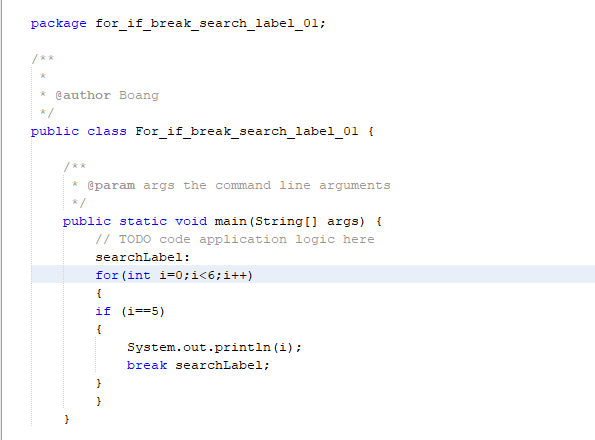 package for_if_break_search_label_01;
/**
*
* @author Boang
*/
public class For_if_break_search_label_01 {
/**
* @param args the command line arguments
*/
public static void main(String[] args) {
// TODO code application logic here
searchLabel:
for(int i=0;i<6;i++)
{
if (i==5)
{
System.out.println(i);
break searchLabel;
}
}
}